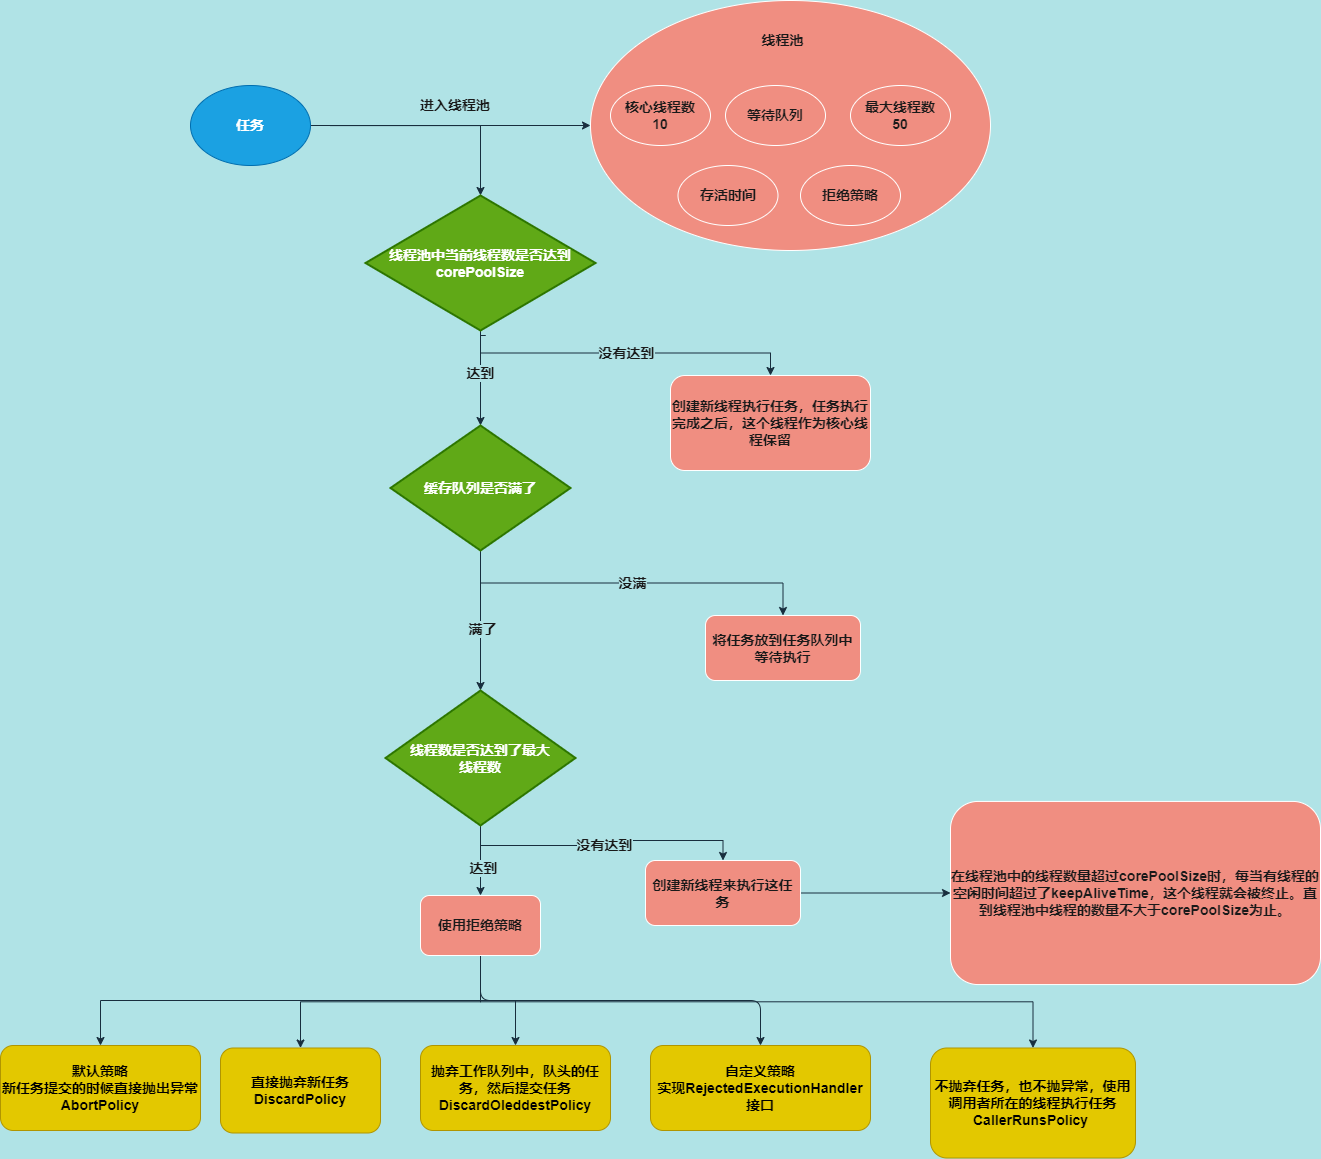 线程池
核心线程数
10
等待队列
最大线程数
50
存活时间
拒绝策略
任务
进入线程池
线程池中当前线程数是否达到
corePoolSize
没有达到
达到
创建新线程执行任务，任务执行
完成之后，这个线程作为核心线
程保留
缓存队列是否满了
没满
满了
将任务放到任务队列中
等待执行
线程数是否达到了最大
线程数
没有达到
达到
创建新线程来执行这任
务
在线程池中的线程数量超过corePoolSize时，每当有线程的
空闲时间超过了keepAliveTime，这个线程就会被终止。直
到线程池中线程的数量不大于corePoolSize为止。
使用拒绝策略
默认策略
新任务提交的时候直接抛出异常
AbortPolicy
直接抛弃新任务
DiscardPolicy
抛弃工作队列中，队头的任
务，然后提交任务
DiscardOleddestPolicy
自定义策略
实现RejectedExecutionHandler
接口
不抛弃任务，也不抛异常，使用
调用者所在的线程执行任务
CallerRunsPolicy